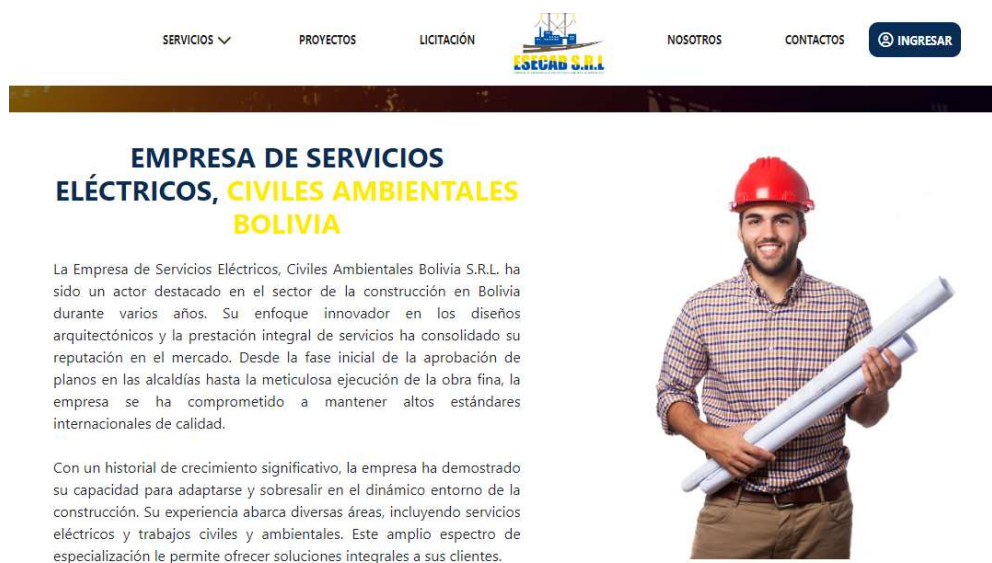 SERVICIOS
PROYECTOS
LICITACIÓN
ESECAB S.R.L
NOSOTROS
CONTACTOS
INGRESAR
EMPRESA DE SERVICIOS
ELÉCTRICOS, CIVILES AMBIENTALES
BOLIVIA
La Empresa de Servicios Eléctricos, Civiles Ambientales Bolivia S.R.L. ha
sido un actor destacado en el sector de la construcción en Bolivia
durante varios años. Su enfoque innovador en los diseños
arquitectónicos y la prestación integral de servicios ha consolidado su
reputación en el mercado. Desde la fase inicial de la aprobación de
planos en las alcaldías hasta la meticulosa ejecución de la obra fina, la
empresa se ha comprometido a mantener altos estándares
internacionales de calidad.
Con un historial de crecimiento significativo, la empresa ha demostrado
su capacidad para adaptarse y sobresalir en el dinámico entorno de la
construcción. Su experiencia abarca diversas áreas, incluyendo servicios
eléctricos y trabajos civiles y ambientales. Este amplio espectro de
especialización le permite ofrecer soluciones integrales a sus clientes.